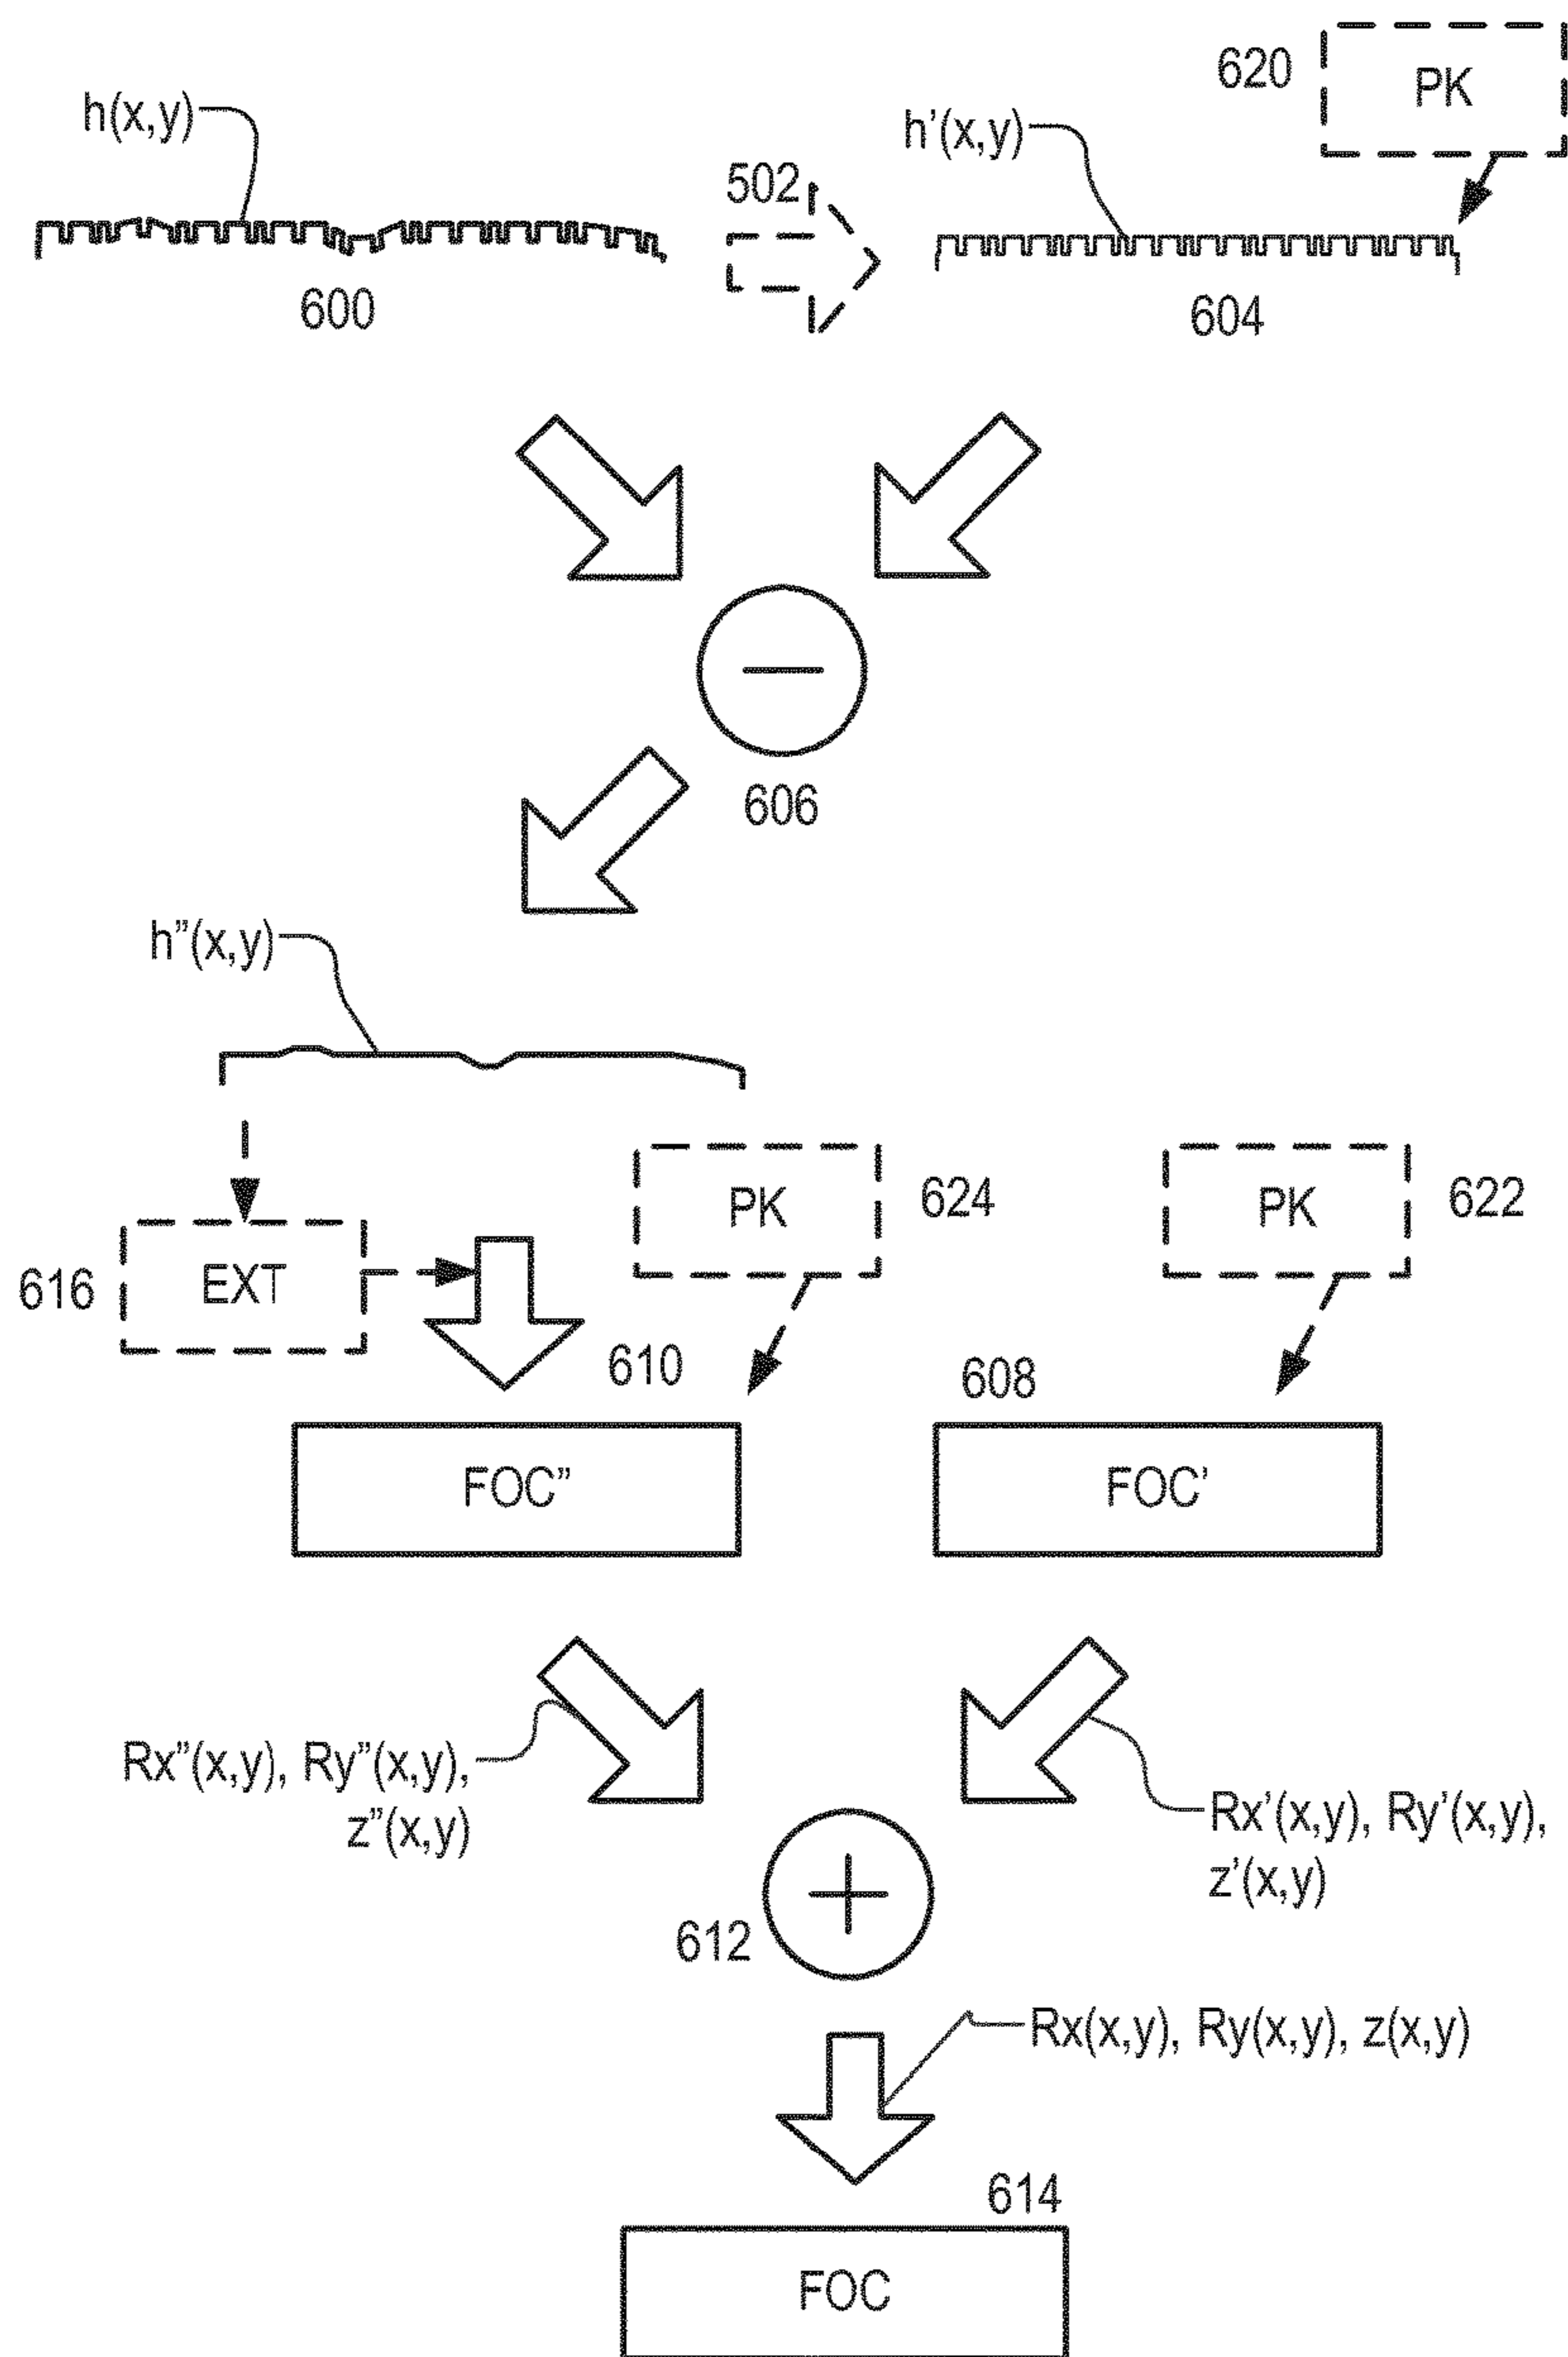 620
PK
h(x,y)
h’(x,y)
502
600
604
606
h”(x,y)
PK
624
PK
622
616
EXT
610
608
FOC”
FOC’
Rx”(x,y), Ry”(x,y),
z”(x,y)
Rx’(x,y), Ry’(x,y),
z’(x,y)
612
Rx(x,y), Ry(x,y), z(x,y)
614
FOC